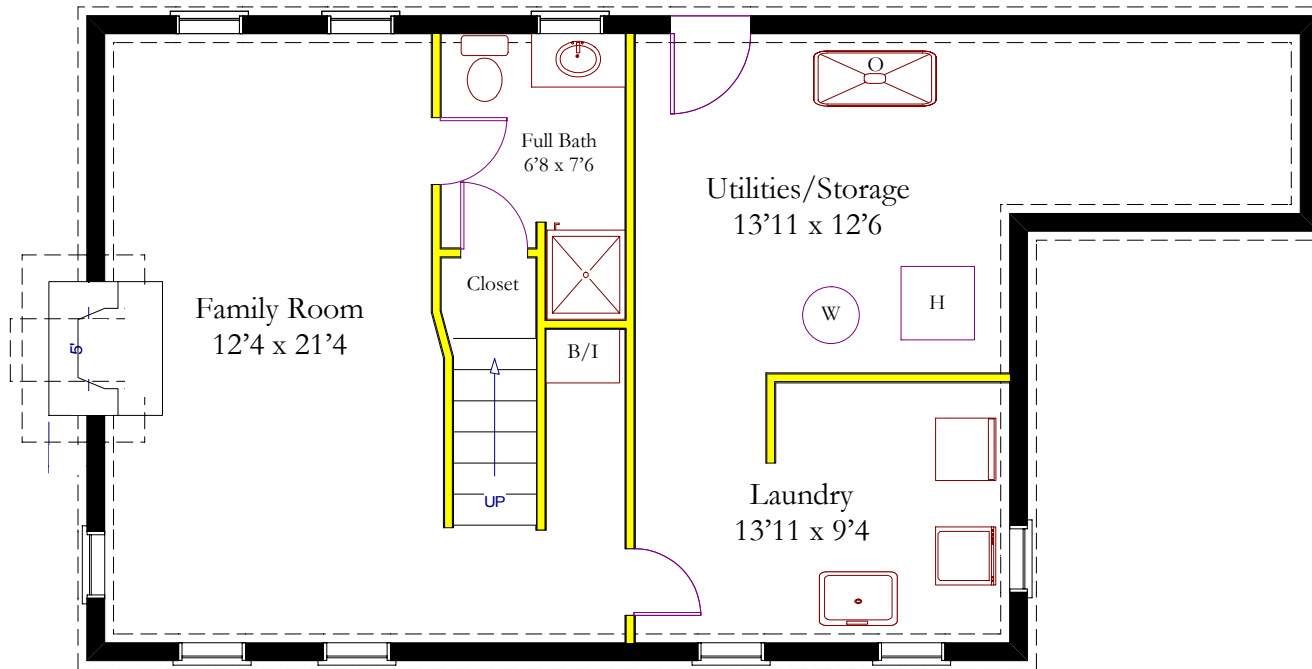 O
Full Bath
6’8 x 7’6
Utilities/Storage
13’11 x 12’6
Closet
W
H
Family Room
12’4 x 21’4
5'
B/I
UP
Laundry
13’11 x 9’4